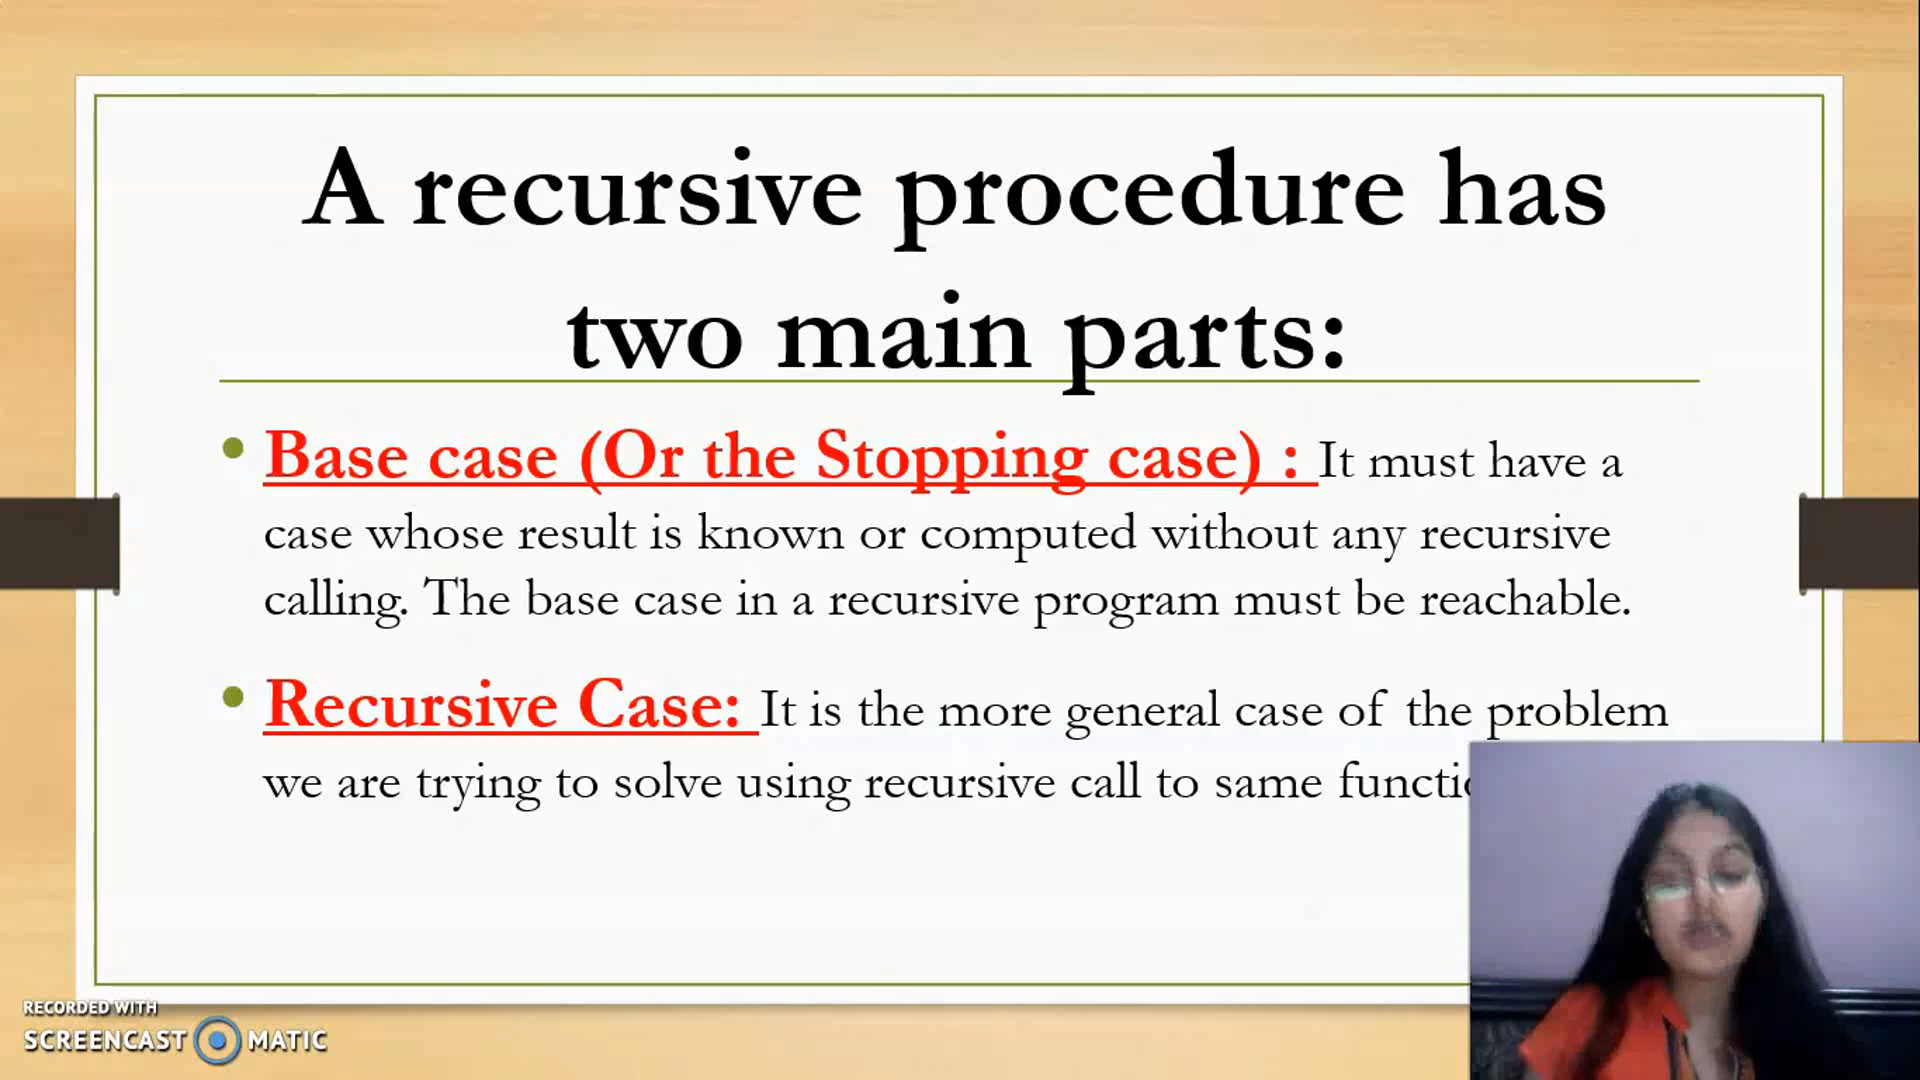 A recursive procedure has
two main parts:
• Base case (Or the Stopping case) : It must have a
case whose result is known or computed without any recursive
calling. The base case in a recursive program must be reachable.
• Recursive Case: It is the more general case of the problem
we are trying to solve using recursive call to same
RECORDED WITH
SCREENCAST MATIC